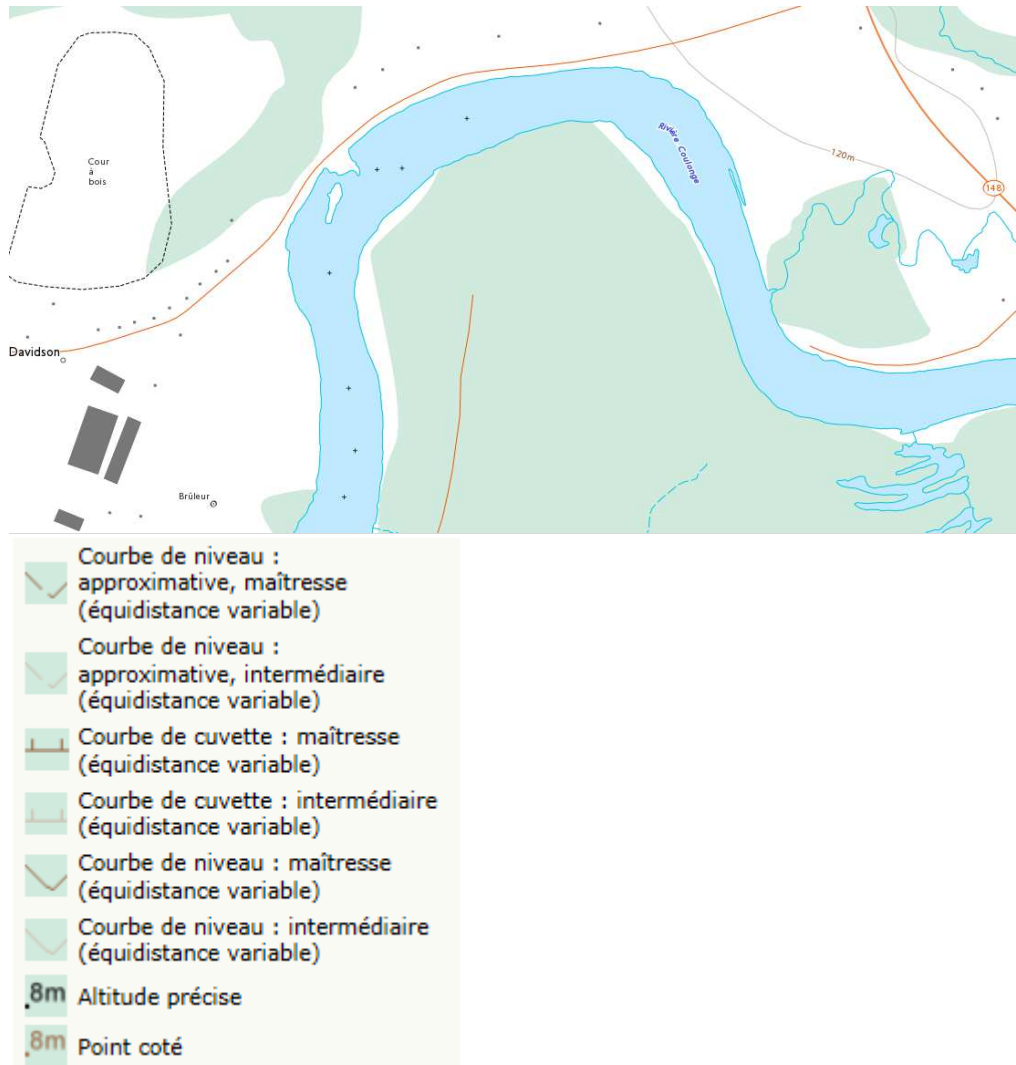 Rivière Coulonge
120m
Cour
à
bois
148
Davidson
Brûleur
Courbe de niveau :
approximative, maîtresse
(équidistance variable)
Courbe de niveau :
approximative, intermédiaire
(équidistance variable)
Courbe de cuvette : maîtresse
(équidistance variable)
Courbe de cuvette : intermédiaire
(équidistance variable)
Courbe de niveau : maîtresse
(équidistance variable)
Courbe de niveau : intermédiaire
(équidistance variable)
.8m Altitude précise
.8m Point coté